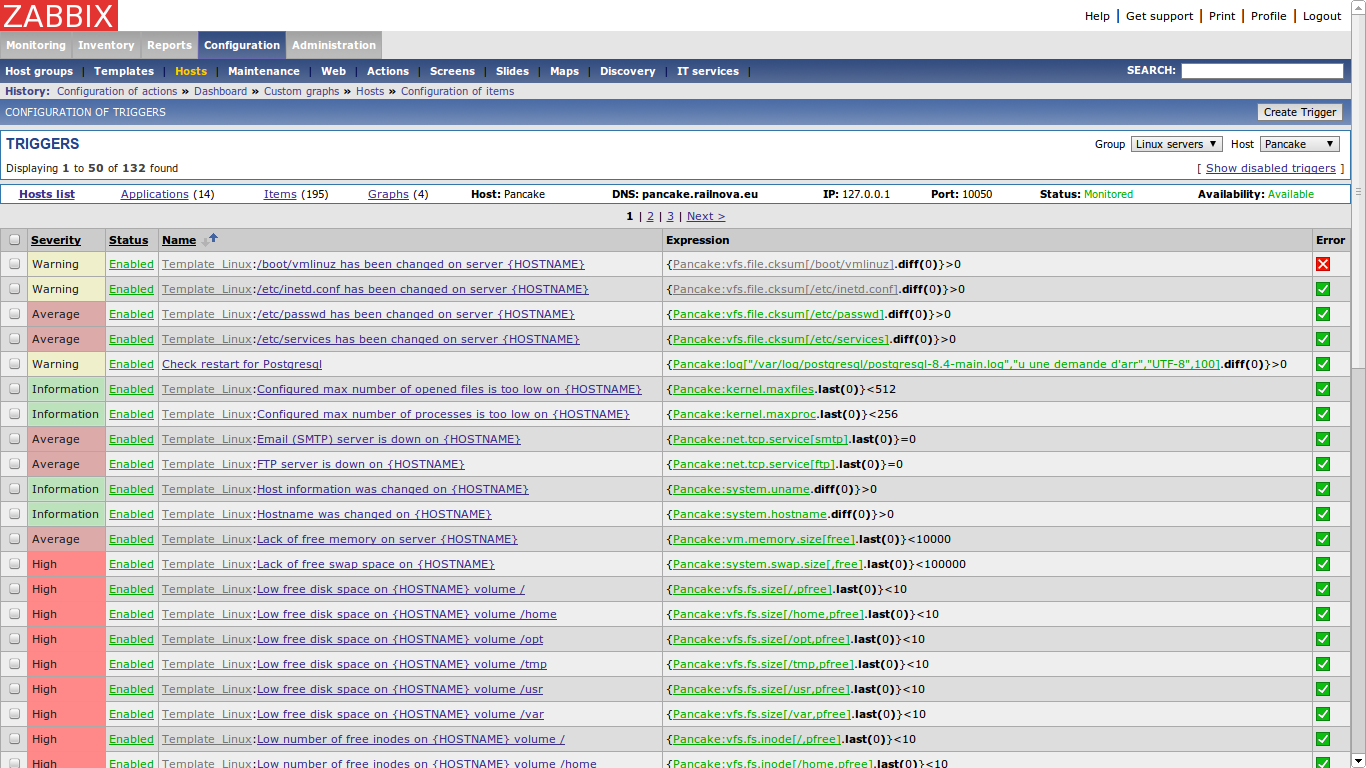 ZABBIX
Help | Get support | Print | Profile | Logout
Monitoring Inventory Reports Configuration Administration
Host groups | Templates | Hosts | Maintenance | Web | Actions | Screens | Slides | Maps | Discovery | IT services | SEARCH:
History: Configuration of actions » Dashboard » Custom graphs » Hosts » Configuration of items
CONFIGURATION OF TRIGGERS Create Trigger
TRIGGERS Group Linux servers Host Pancake
Displaying 1 to 50 of 132 found [ Show disabled triggers ]
Hosts list Applications (14) Items (195) Graphs (4) Host: Pancake DNS: pancake.railnova.eu IP: 127.0.0.1 Port: 10050 Status: Monitored Availability: Available
1 | 2 | 3 | Next >
Severity Status Name Expression Error
Warning Enabled Template_Linux:/boot/vmlinuz has been changed on server {HOSTNAME} {Pancake:vfs.file.cksum[/boot/vmlinuz].diff(0)}>0
Warning Enabled Template_Linux:/etc/inetd.conf has been changed on server {HOSTNAME} {Pancake:vfs.file.cksum[/etc/inetd.conf].diff(0)}>0
Average Enabled Template_Linux:/etc/passwd has been changed on server {HOSTNAME} {Pancake:vfs.file.cksum[/etc/passwd].diff(0)}>0
Average Enabled Template_Linux:/etc/services has been changed on server {HOSTNAME} {Pancake:vfs.file.cksum[/etc/services].diff(0)}>0
Warning Enabled Check restart for Postgresql {Pancake:log["/var/log/postgresql/postgresql-8.4-main.log","u une demande d'arr","UTF-8",100].diff(0)}>0
Information Enabled Template_Linux:Configured max number of opened files is too low on {HOSTNAME} {Pancake:kernel.maxfiles.last(0)}<512
Information Enabled Template_Linux:Configured max number of processes is too low on {HOSTNAME} {Pancake:kernel.maxproc.last(0)}<256
Average Enabled Template_Linux:Email (SMTP) server is down on {HOSTNAME} {Pancake:net.tcp.service[smtp].last(0)}=0
Average Enabled Template_Linux:FTP server is down on {HOSTNAME} {Pancake:net.tcp.service[ftp].last(0)}=0
Information Enabled Template_Linux:Host information was changed on {HOSTNAME} {Pancake:system.uname.diff(0)}>0
Information Enabled Template_Linux:Hostname was changed on {HOSTNAME} {Pancake:system.hostname.diff(0)}>0
Average Enabled Template_Linux:Lack of free memory on server {HOSTNAME} {Pancake:vm.memory.size[free].last(0)}<10000
High Enabled Template_Linux:Lack of free swap space on {HOSTNAME} {Pancake:system.swap.size[,free].last(0)}<100000
High Enabled Template_Linux:Low free disk space on {HOSTNAME} volume / {Pancake:vfs.fs.size[/,pfree].last(0)}<10
High Enabled Template_Linux:Low free disk space on {HOSTNAME} volume /home {Pancake:vfs.fs.size[/home,pfree].last(0)}<10
High Enabled Template_Linux:Low free disk space on {HOSTNAME} volume /opt {Pancake:vfs.fs.size[/opt,pfree].last(0)}<10
High Enabled Template_Linux:Low free disk space on {HOSTNAME} volume /tmp {Pancake:vfs.fs.size[/tmp,pfree].last(0)}<10
High Enabled Template_Linux:Low free disk space on {HOSTNAME} volume /usr {Pancake:vfs.fs.size[/usr,pfree].last(0)}<10
High Enabled Template_Linux:Low free disk space on {HOSTNAME} volume /var {Pancake:vfs.fs.size[/var,pfree].last(0)}<10
High Enabled Template_Linux:Low number of free inodes on {HOSTNAME} volume / {Pancake:vfs.fs.inode[/,pfree].last(0)}<10
High Enabled Template_Linux:Low number of free inodes on {HOSTNAME} volume /home {Pancake:vfs.fs.inode[/home,pfree].last(0)}<10